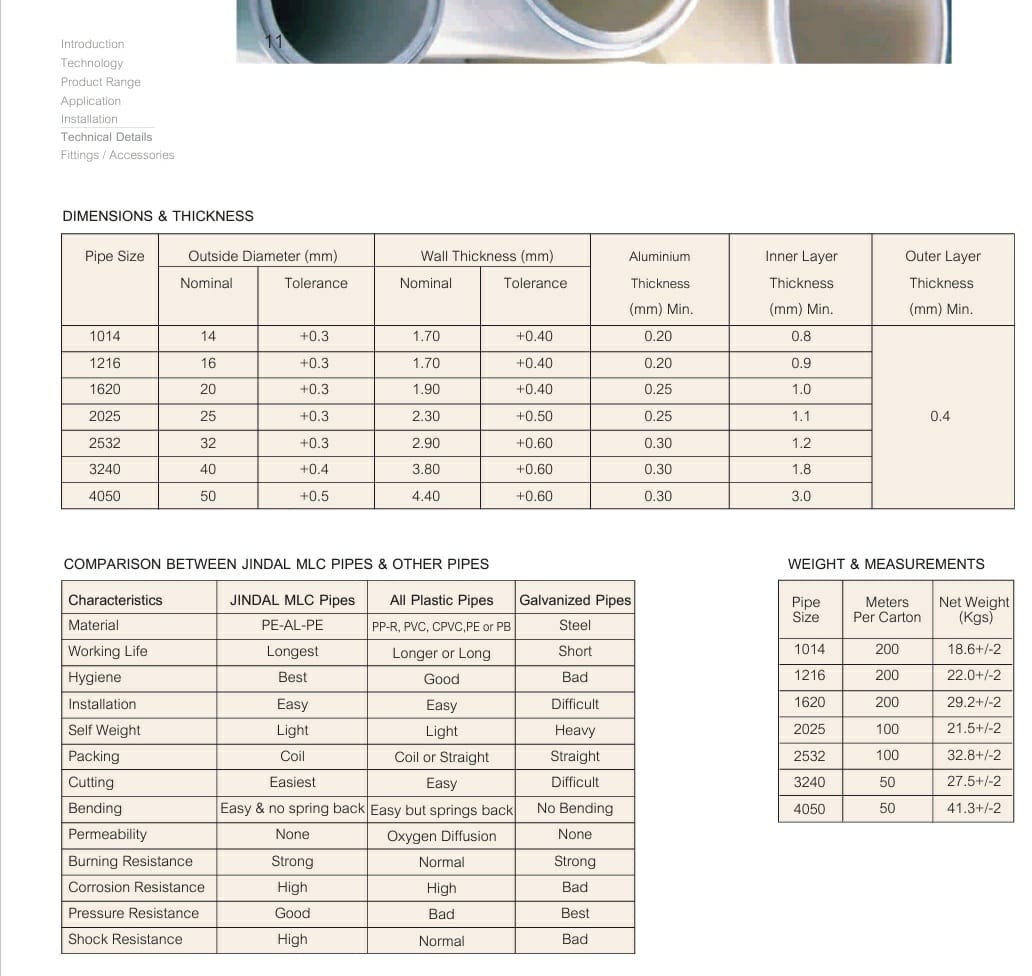 11
Introduction
Technology
Product Range
Application
Installation
Technical Details
Fittings / Accessories
DIMENSIONS & THICKNESS
Pipe Size Outside Diameter (mm) Wall Thickness (mm) Aluminium Inner Layer Outer Layer
Nominal Tolerance Nominal Tolerance Thickness Thickness Thickness
(mm) Min. (mm) Min. (mm) Min.
1014 14 +0.3 1.70 +0.40 0.20 0.8
1216 16 +0.3 1.70 +0.40 0.20 0.9
1620 20 +0.3 1.90 +0.40 0.25 1.0
2025 25 +0.3 2.30 +0.50 0.25 1.1 0.4
2532 32 +0.3 2.90 +0.60 0.30 1.2
3240 40 +0.4 3.80 +0.60 0.30 1.8
4050 50 +0.5 4.40 +0.60 0.30 3.0
COMPARISON BETWEEN JINDAL MLC PIPES & OTHER PIPES
Characteristics JINDAL MLC Pipes All Plastic Pipes Galvanized Pipes
Material PE-AL-PE PP-R, PVC, CPVC,PE or PB Steel
Working Life Longest Longer or Long Short
Hygiene Best Good Bad
Installation Easy Easy Difficult
Self Weight Light Light Heavy
Packing Coil Coil or Straight Straight
Cutting Easiest Easy Difficult
Bending Easy & no spring back Easy but springs back No Bending
Permeability None Oxygen Diffusion None
Burning Resistance Strong Normal Strong
Corrosion Resistance High High Bad
Pressure Resistance Good Bad Best
Shock Resistance High Normal Bad
WEIGHT & MEASUREMENTS
Pipe Meters Net Weight
Size Per Carton (Kgs)
1014 200 18.6+/-2
1216 200 22.0+/-2
1620 200 29.2+/-2
2025 100 21.5+/-2
2532 100 32.8+/-2
3240 50 27.5+/-2
4050 50 41.3+/-2